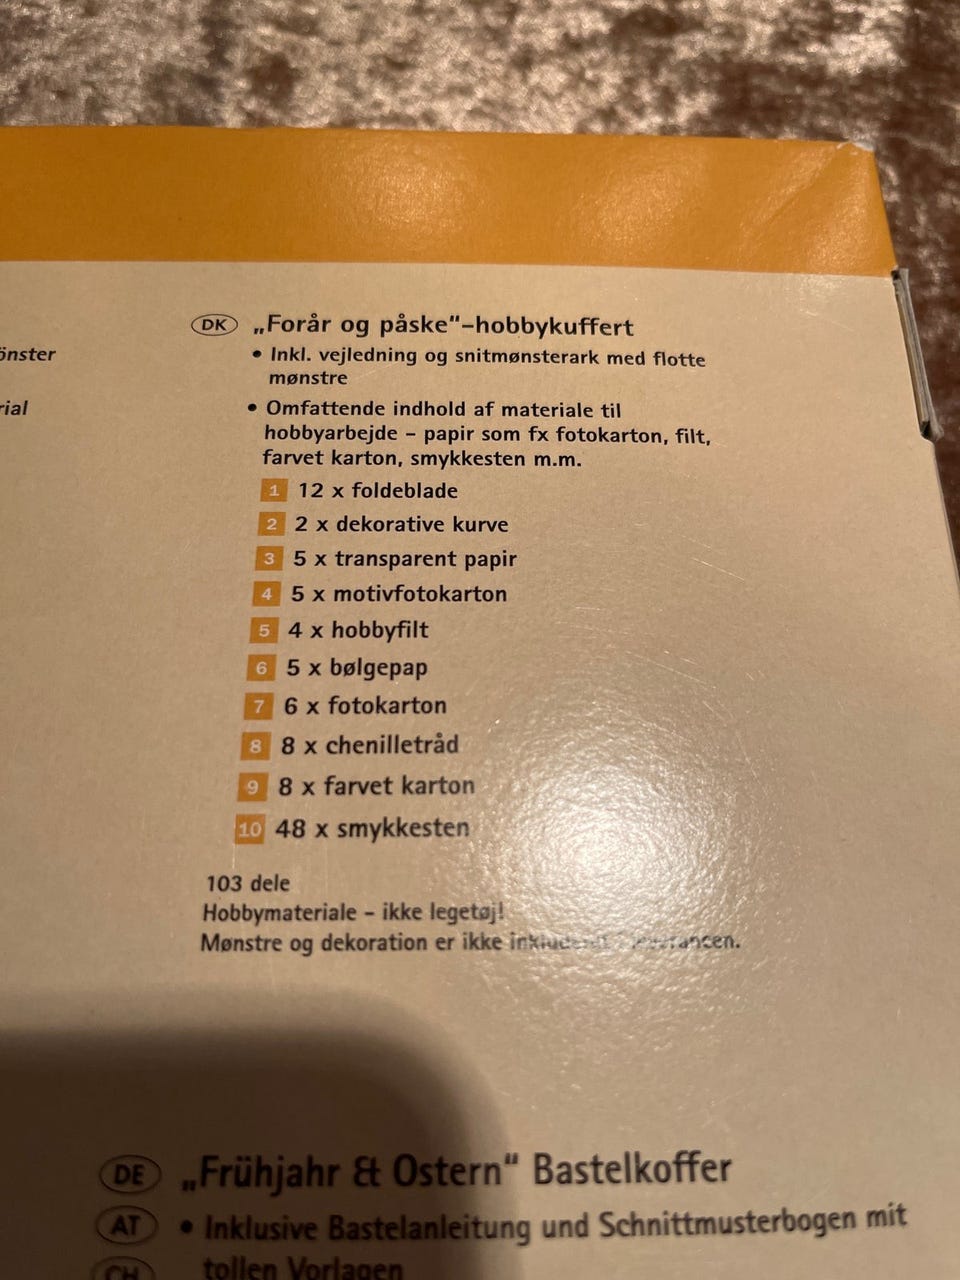 önster
rial
DK „Forår og påske“-hobbykuffert
• Inkl. vejledning og snitmønsterark med flotte
mønstre
• Omfattende indhold af materiale til
hobbyarbejde – papir som fx fotokarton, filt,
farvet karton, smykkesten m.m.
1 12 x foldeblade
2 2 x dekorative kurve
3 5 x transparent papir
4 5 x motivfotokarton
5 4 x hobbyfilt
6 5 x bølgepap
7 6 x fotokarton
8 8 x chenilletråd
9 8 x farvet karton
10 48 x smykkesten
103 dele
Hobbymateriale – ikke legetøj!
Mønstre og dekoration er ikke inkluderet i leverancen.
DE „Frühjahr & Ostern“ Bastelkoffer
AT • Inklusive Bastelanleitung und Schnittmusterbogen mit
CH tollen Vorlagen